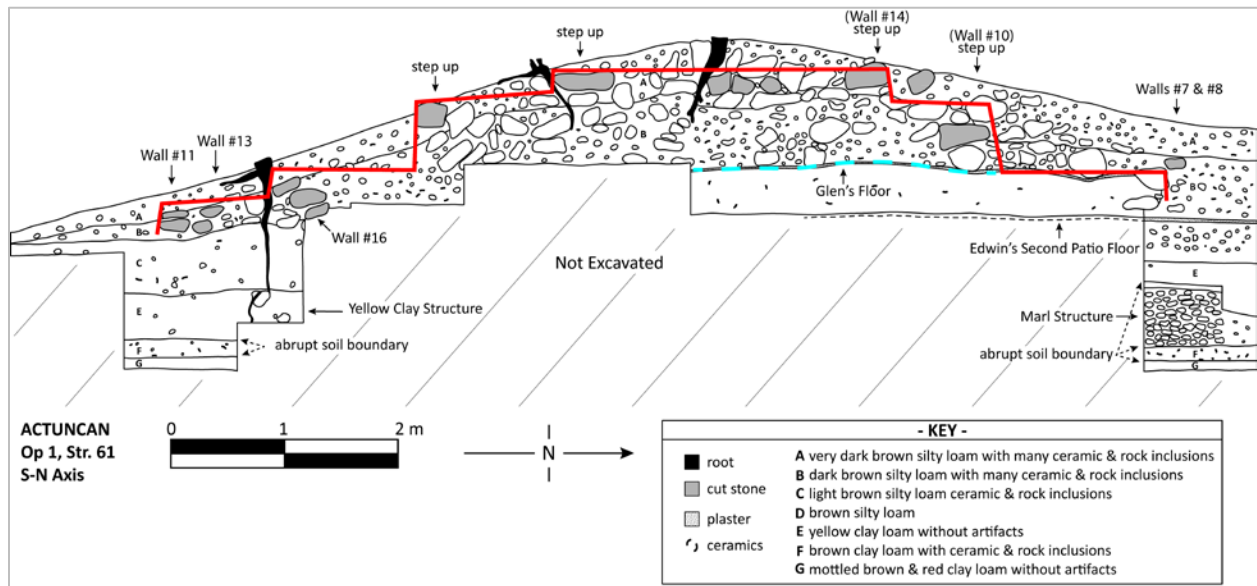 (Wall #14)
step up
(Wall #10)
step up
step up
step up
Walls #7 & #8
Wall #11
Wall #13
A
B
A
B
A
B
Glen's Floor
Wall #16
Edwin's Second Patio Floor
Not Excavated
C
E
F
G
Yellow Clay Structure
abrupt soil boundary
D
E
Marl Structure
abrupt soil boundary
F
G
ACTUNCAN
Op 1, Str. 61
S-N Axis
0 1 2 m
N
- KEY -
root
cut stone
plaster
ceramics
A very dark brown silty loam with many ceramic & rock inclusions
B dark brown silty loam with many ceramic & rock inclusions
C light brown silty loam ceramic & rock inclusions
D brown silty loam
E yellow clay loam without artifacts
F brown clay loam with ceramic & rock inclusions
G mottled brown & red clay loam without artifacts